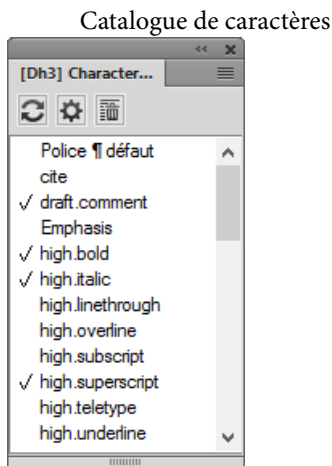 Catalogue de caractères
[Dh3] Character...
Police ¶ défaut
cite
✓ draft.comment
Emphasis
✓ high.bold
✓ high.italic
high.linethrough
high.overline
high.subscript
✓ high.superscript
high.teletype
high.underline